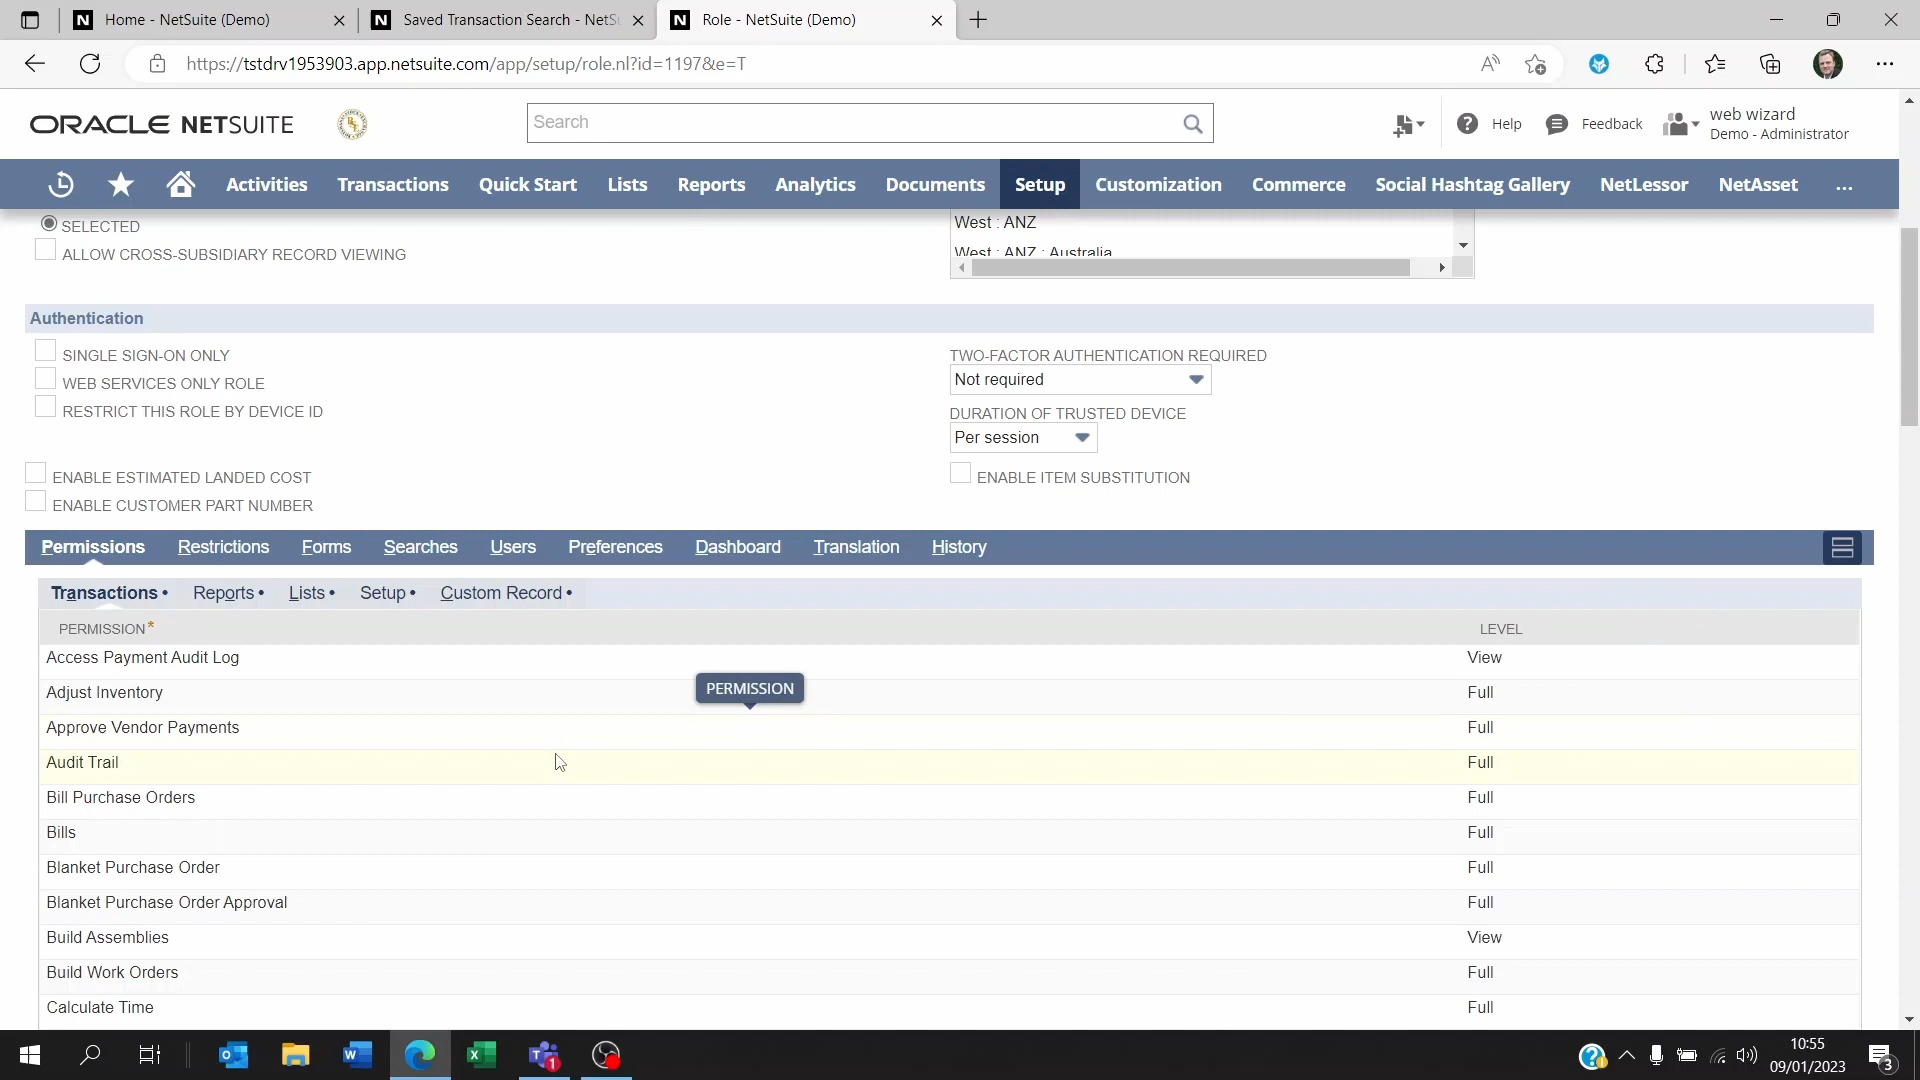 Home - NetSuite (Demo)
Saved Transaction Search - NetSu
Role - NetSuite (Demo)
https://tstdrv1953903.app.netsuite.com/app/setup/role.nl?id=1197&e=T
ORACLE NETSUITE
Search
Help
Feedback
web wizard
Demo - Administrator
Activities Transactions Quick Start Lists Reports Analytics Documents Setup Customization Commerce Social Hashtag Gallery NetLessor NetAsset ...
SELECTED
ALLOW CROSS-SUBSIDIARY RECORD VIEWING
West : ANZ
West : ANZ : Australia
Authentication
SINGLE SIGN-ON ONLY
WEB SERVICES ONLY ROLE
RESTRICT THIS ROLE BY DEVICE ID
TWO-FACTOR AUTHENTICATION REQUIRED
Not required
DURATION OF TRUSTED DEVICE
Per session
ENABLE ESTIMATED LANDED COST
ENABLE CUSTOMER PART NUMBER
ENABLE ITEM SUBSTITUTION
Permissions Restrictions Forms Searches Users Preferences Dashboard Translation History
Transactions • Reports • Lists • Setup • Custom Record •
PERMISSION* LEVEL
Access Payment Audit Log View
Adjust Inventory Full
PERMISSION
Approve Vendor Payments Full
Audit Trail Full
Bill Purchase Orders Full
Bills Full
Blanket Purchase Order Full
Blanket Purchase Order Approval Full
Build Assemblies View
Build Work Orders Full
Calculate Time Full
10:55
09/01/2023
1
3